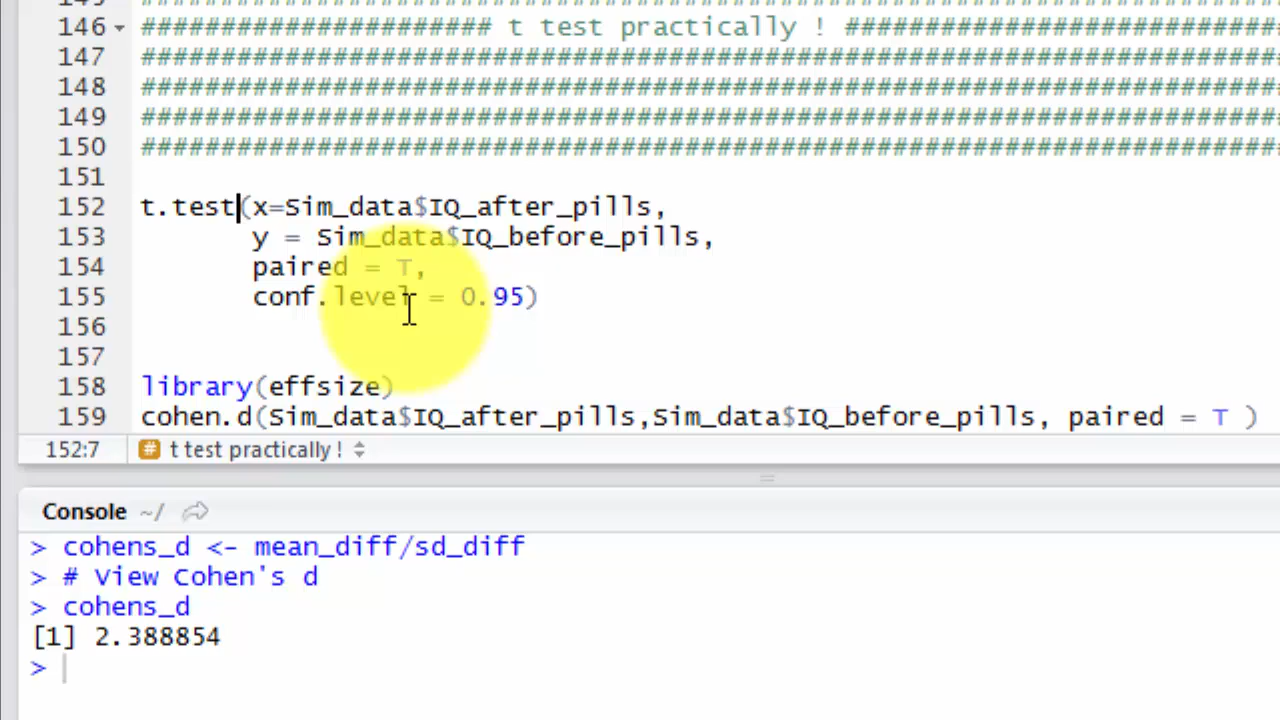 146 ###################### t test practically ! ###########################
147 #######################################################################
148 #######################################################################
149 #######################################################################
150 #######################################################################
151
152 t.test(x=Sim_data$IQ_after_pills,
153 y = Sim_data$IQ_before_pills,
154 paired = T,
155 conf.level = 0.95)
156
157
158 library(effsize)
159 cohen.d(Sim_data$IQ_after_pills,Sim_data$IQ_before_pills, paired = T )
152:7 # t test practically !
Console ~/
> cohens_d <- mean_diff/sd_diff
> # View Cohen's d
> cohens_d
[1] 2.388854
>